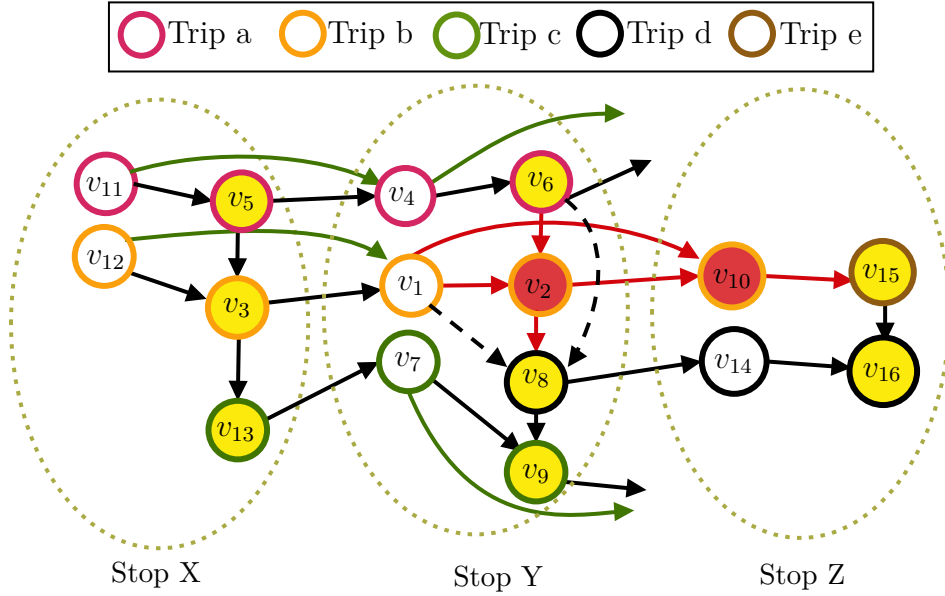 Trip a Trip b Trip c Trip d Trip e
v11 v5 v4 v6
v12 v3 v1 v2 v10 v15
v13 v7 v8 v14 v16
v9
Stop X Stop Y Stop Z